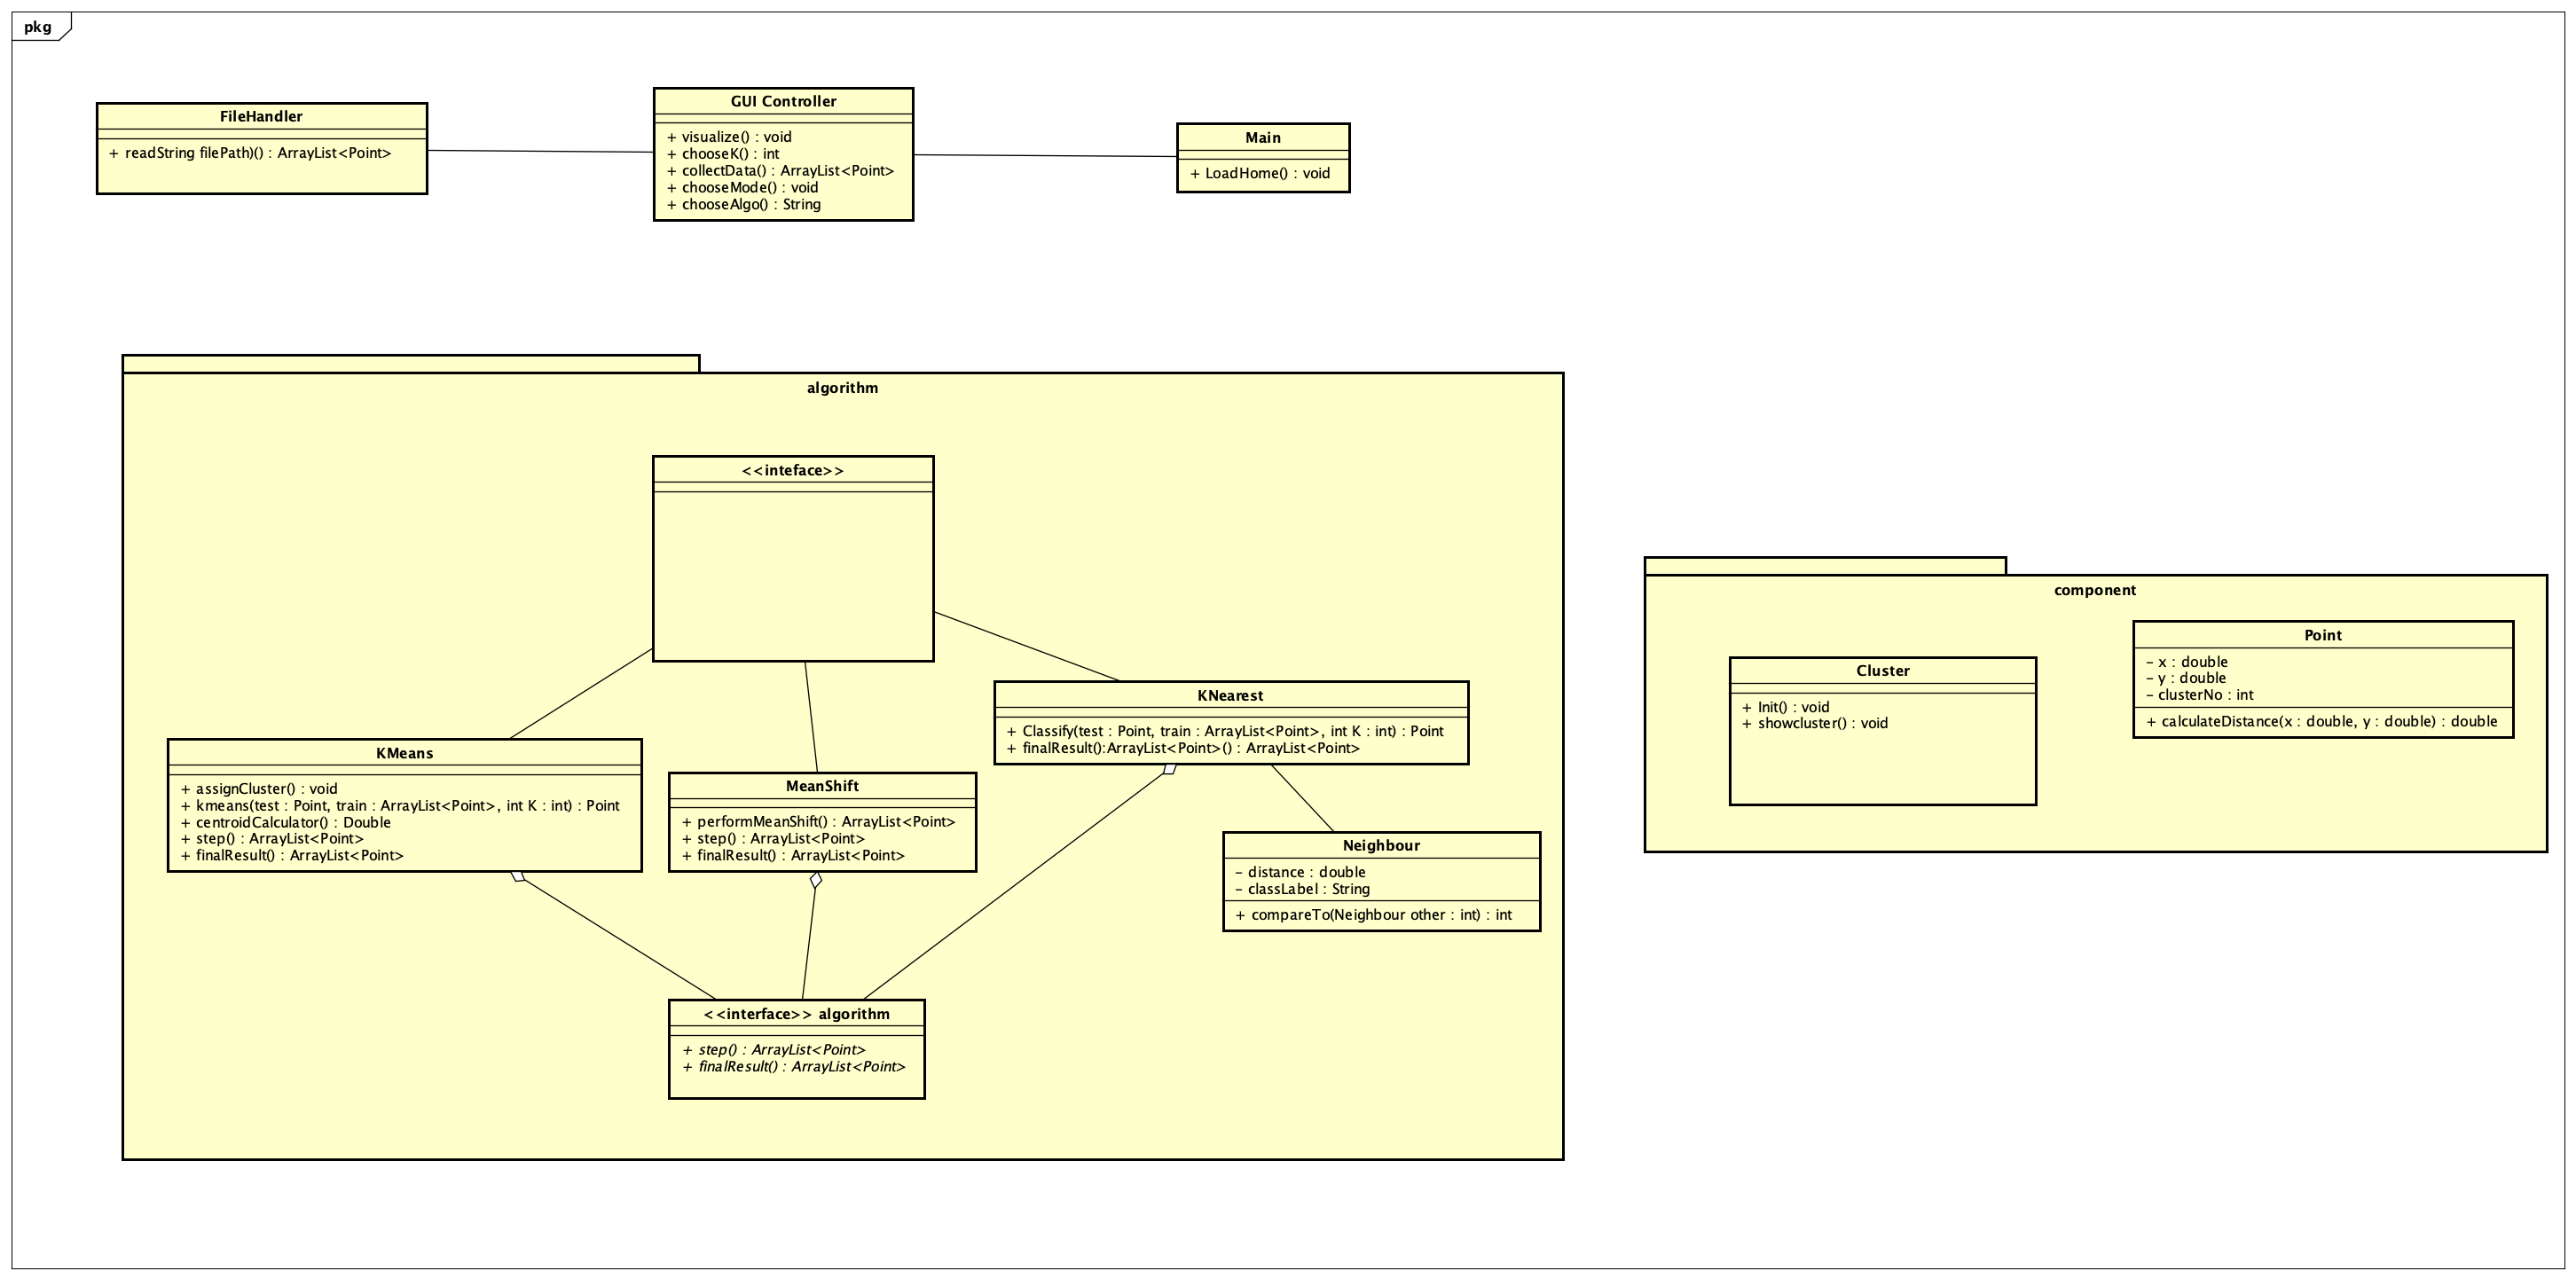 pkg
FileHandler
+ readString filePath)() : ArrayList<Point>
GUI Controller
+ visualize() : void
+ chooseK() : int
+ collectData() : ArrayList<Point>
+ chooseMode() : void
+ chooseAlgo() : String
Main
+ LoadHome() : void
algorithm
<<inteface>>
KMeans
+ assignCluster() : void
+ kmeans(test : Point, train : ArrayList<Point>, int K : int) : Point
+ centroidCalculator() : Double
+ step() : ArrayList<Point>
+ finalResult() : ArrayList<Point>
MeanShift
+ performMeanShift() : ArrayList<Point>
+ step() : ArrayList<Point>
+ finalResult() : ArrayList<Point>
KNearest
+ Classify(test : Point, train : ArrayList<Point>, int K : int) : Point
+ finalResult():ArrayList<Point>() : ArrayList<Point>
Neighbour
- distance : double
- classLabel : String
+ compareTo(Neighbour other : int) : int
<<interface>> algorithm
+ step() : ArrayList<Point>
+ finalResult() : ArrayList<Point>
component
Cluster
+ Init() : void
+ showcluster() : void
Point
- x : double
- y : double
- clusterNo : int
+ calculateDistance(x : double, y : double) : double